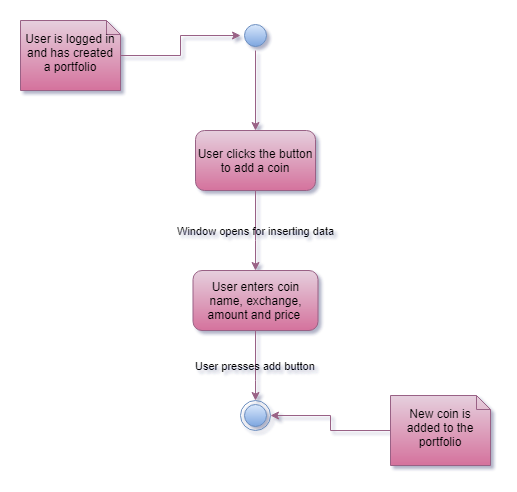 User is logged in
and has created
a portfolio
User clicks the button
to add a coin
Window opens for inserting data
User enters coin
name, exchange,
amount and price
User presses add button
New coin is
added to the
portfolio